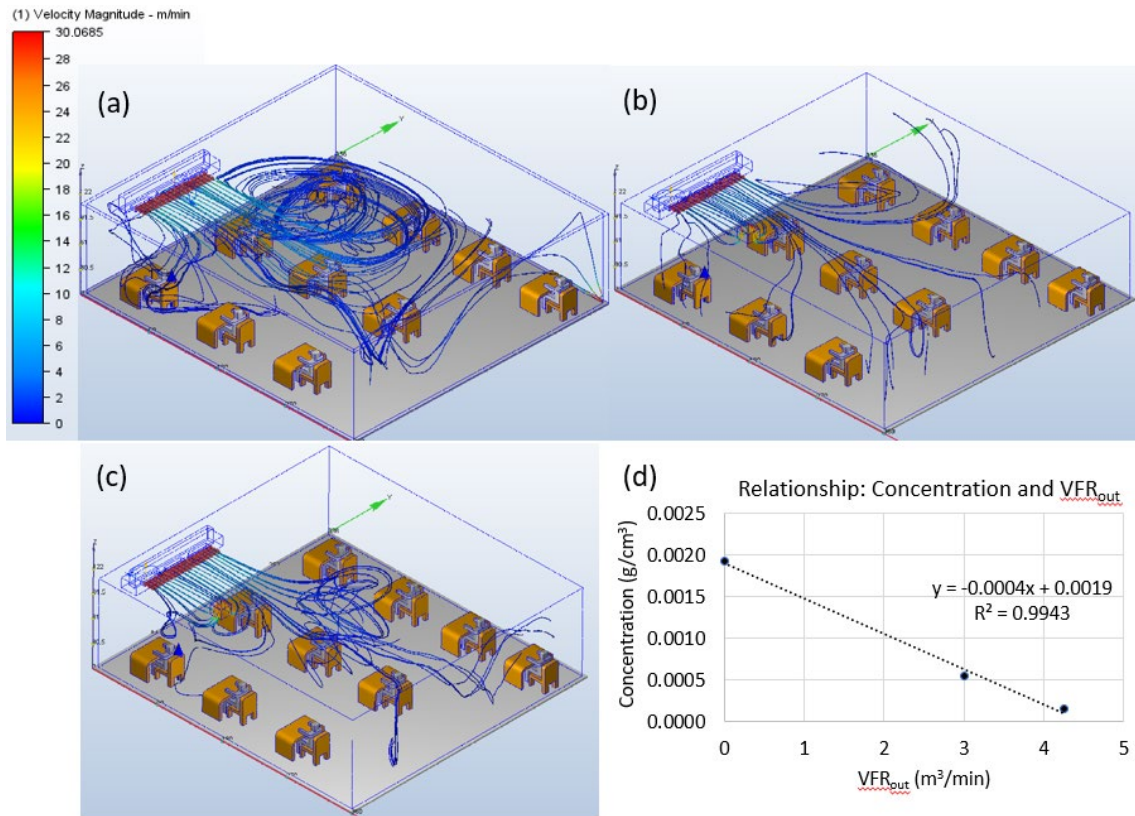 (1) Velocity Magnitude - m/min
30.0685
28
26
24
22
20
18
16
14
12
10
8
6
4
2
0
(a)
Y
(b)
(c)
Y
(d)
Relationship: Concentration and VFRout
Concentration (g/cm³)
0.0025
0.0020
0.0015
0.0010
0.0005
0.0000
y = -0.0004x + 0.0019
R² = 0.9943
0
1
2
3
4
5
VFRout (m³/min)